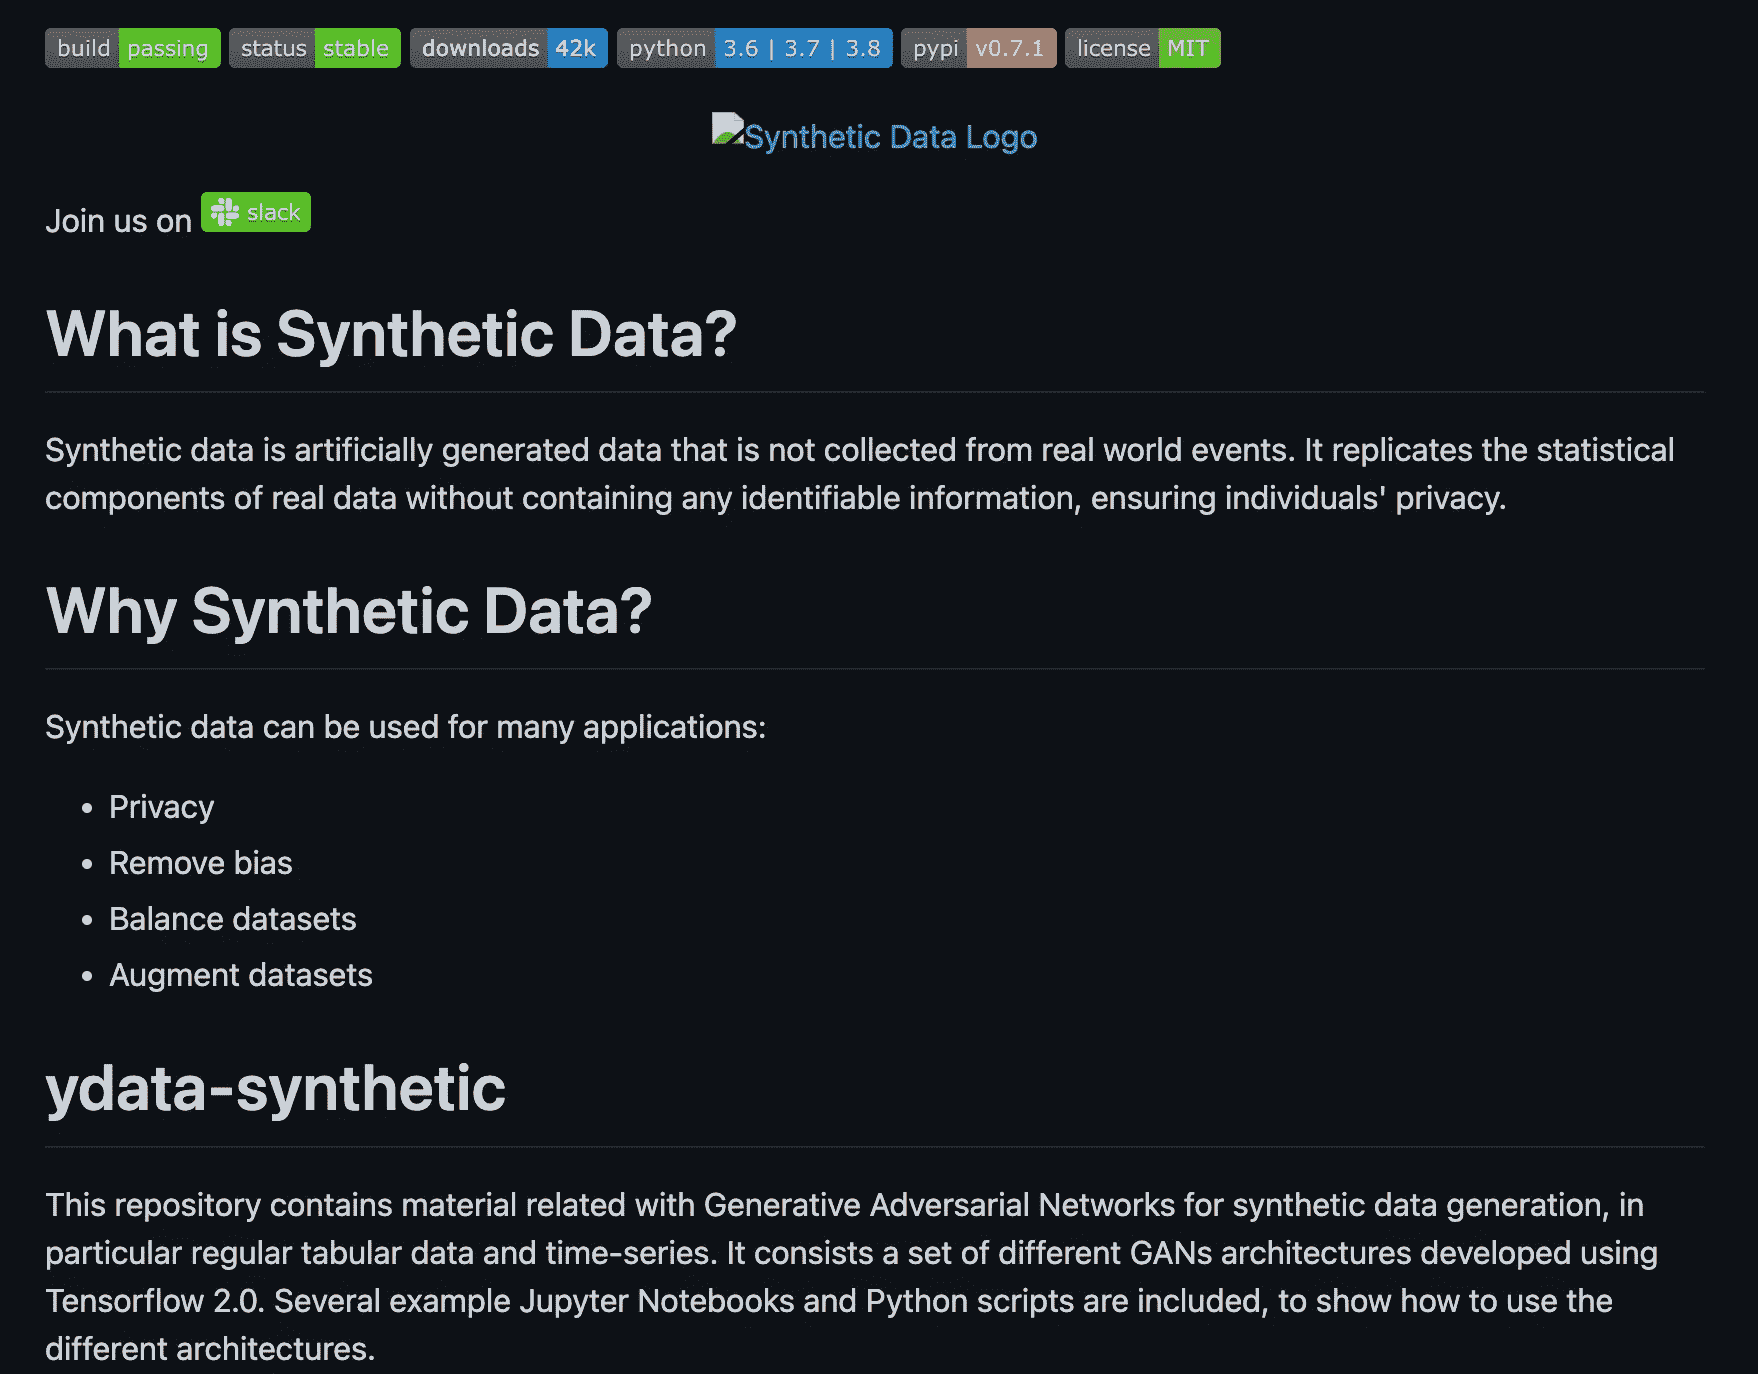 build passing status stable downloads 42k python 3.6 | 3.7 | 3.8 pypi v0.7.1 license MIT
Synthetic Data Logo
Join us on slack
What is Synthetic Data?
Synthetic data is artificially generated data that is not collected from real world events. It replicates the statistical
components of real data without containing any identifiable information, ensuring individuals' privacy.
Why Synthetic Data?
Synthetic data can be used for many applications:
• Privacy
• Remove bias
• Balance datasets
• Augment datasets
ydata-synthetic
This repository contains material related with Generative Adversarial Networks for synthetic data generation, in
particular regular tabular data and time-series. It consists a set of different GANs architectures developed using
Tensorflow 2.0. Several example Jupyter Notebooks and Python scripts are included, to show how to use the
different architectures.